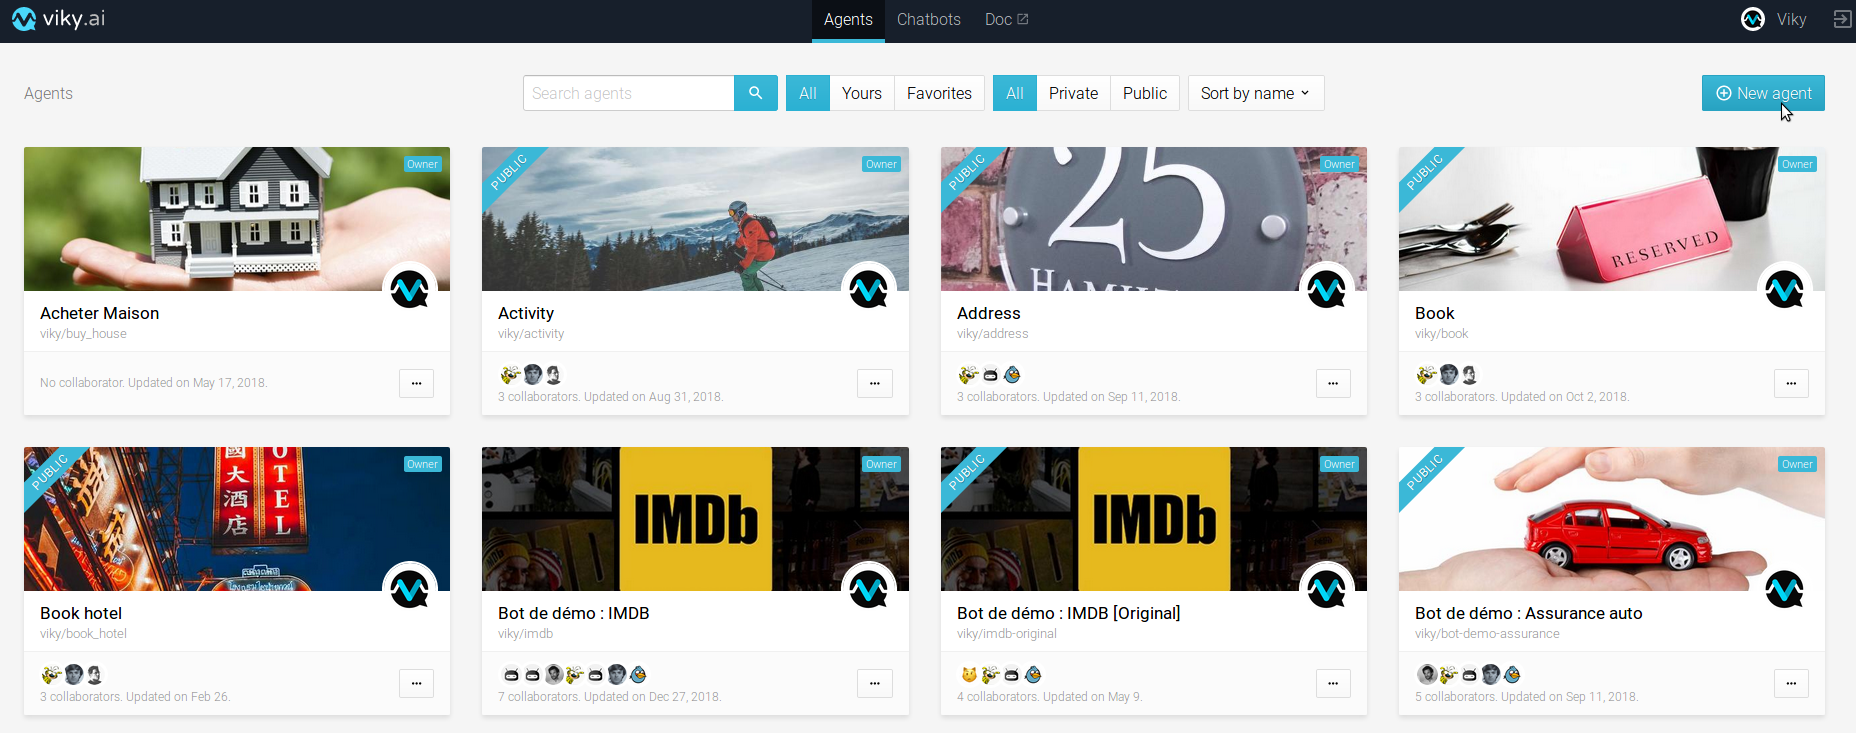 viky.ai
Agents
Chatbots
Doc
Viky
Agents
Search agents
All
Yours
Favorites
All
Private
Public
Sort by name
New agent
Owner
Acheter Maison
viky/buy_house
No collaborator. Updated on May 17, 2018.
PUBLIC
Owner
Activity
viky/activity
3 collaborators. Updated on Aug 31, 2018.
PUBLIC
Owner
25
Address
viky/address
3 collaborators. Updated on Sep 11, 2018.
PUBLIC
Owner
RESERVED
Book
viky/book
3 collaborators. Updated on Oct 2, 2018.
PUBLIC
Owner
國大酒店
OTEL
Book hotel
viky/book_hotel
3 collaborators. Updated on Feb 26.
Owner
IMDb
Bot de démo : IMDB
viky/imdb
7 collaborators. Updated on Dec 27, 2018.
PUBLIC
Owner
IMDb
Bot de démo : IMDB [Original]
viky/imdb-original
4 collaborators. Updated on May 9.
PUBLIC
Owner
Bot de démo : Assurance auto
viky/bot-demo-assurance
5 collaborators. Updated on Sep 11, 2018.